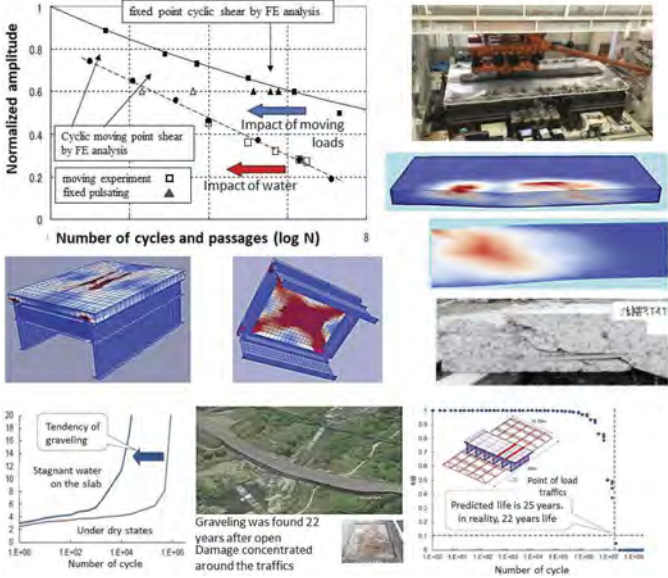 fixed point cyclic shear by FE analysis
1
0.8
0.6
0.4
0.2
0
Normalized amplitude
Cyclic moving point shear
by FE analysis
moving experiment
fixed pulsating
Impact of moving
loads
Impact of water
Number of cycles and passages (log N)
8
20
18
16
14
12
10
8
6
4
2
Tendency of
graveling
Stagnant water
on the slab
Under dry states
1.E+00
1.E+02
1.E+04
1.E+06
Number of cycle
Graveling was found 22
years after open
Damage concentrated
around the traffics
Point of load
traffics
Predicted life is 25 years.
in reality, 22 years life
Number of cycle